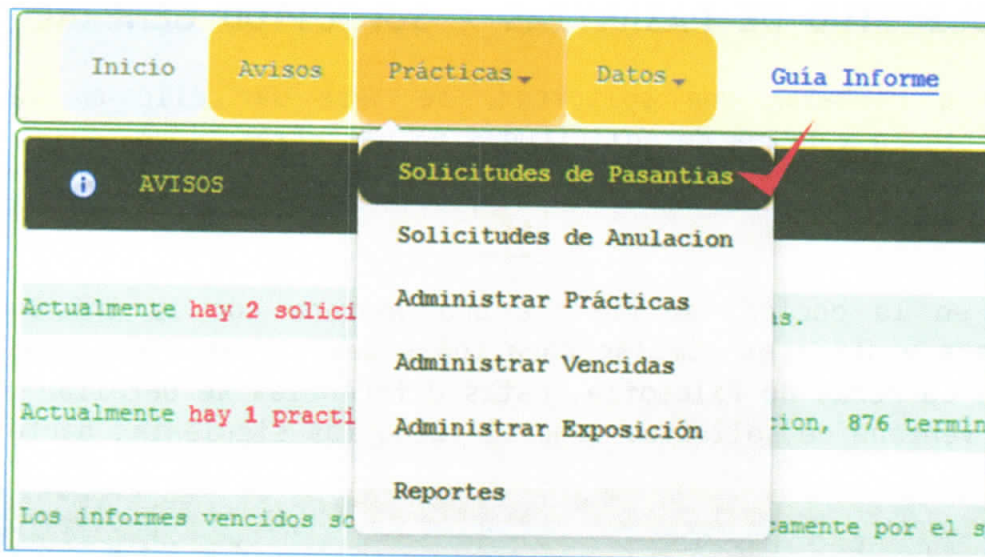 Inicio Avisos Prácticas Datos Guía Informe
AVISOS
Solicitudes de Pasantias
Solicitudes de Anulacion
Administrar Prácticas
Administrar Vencidas
Administrar Exposición
Reportes
Actualmente hay 2 solici s.
Actualmente hay 1 practi cion, 876 termin
Los informes vencidos so camente por el s